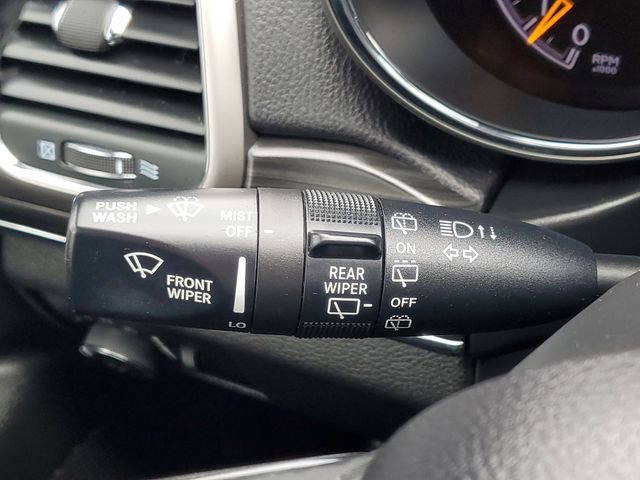 0
RPM
x1000
PUSH
WASH
MIST
OFF
FRONT
WIPER
LO
REAR
WIPER
ON
OFF